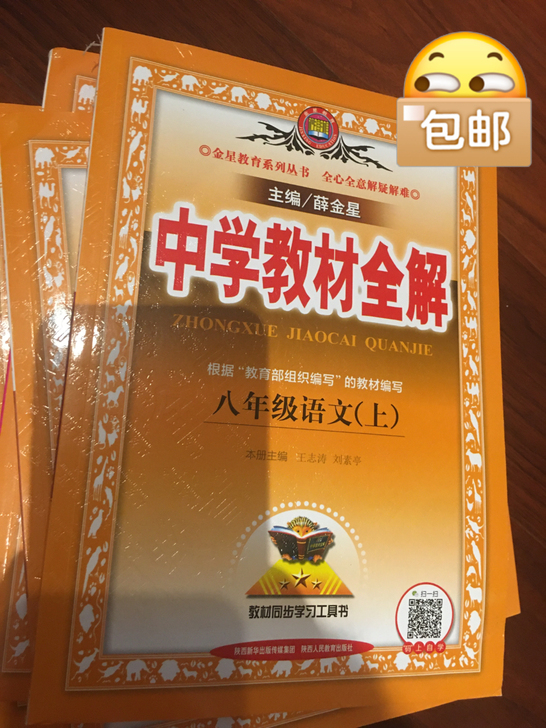 包邮
◎金星教育系列丛书 全心全意解疑解难◎
主编/薛金星
中学教材全解
ZHONGXUE JIAOCAI QUANJIE
根据“教育部组织编写”的教材编写
八年级语文(上)
本册主编 王志涛 刘素亭
教材同步学习工具书
扫一扫
码上自学
陕西新华出版传媒集团 陕西人民教育出版社